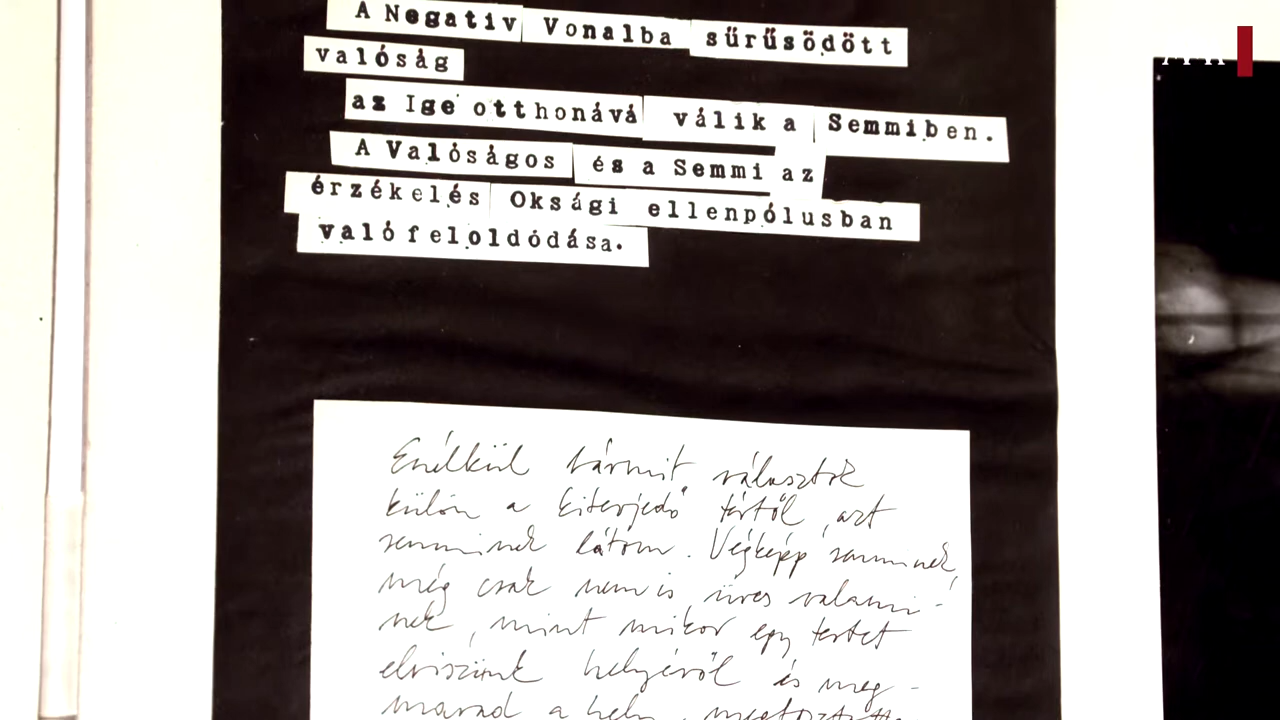 A Negatív Vonalba sűrűsödött
valóság
az Ige otthonává válik a Semmiben.
A Valóságos és a Semmi az
érzékelés Oksági ellenpólusban
való feloldódása.
Enélkül bármit választok
külön a kiterjedő tértől, azt
semminek látom. Végképp semminek,
még csak nem is üres valami-
nek, mint mikor egy testet
elviszünk helyéről és meg-
marad a hely,